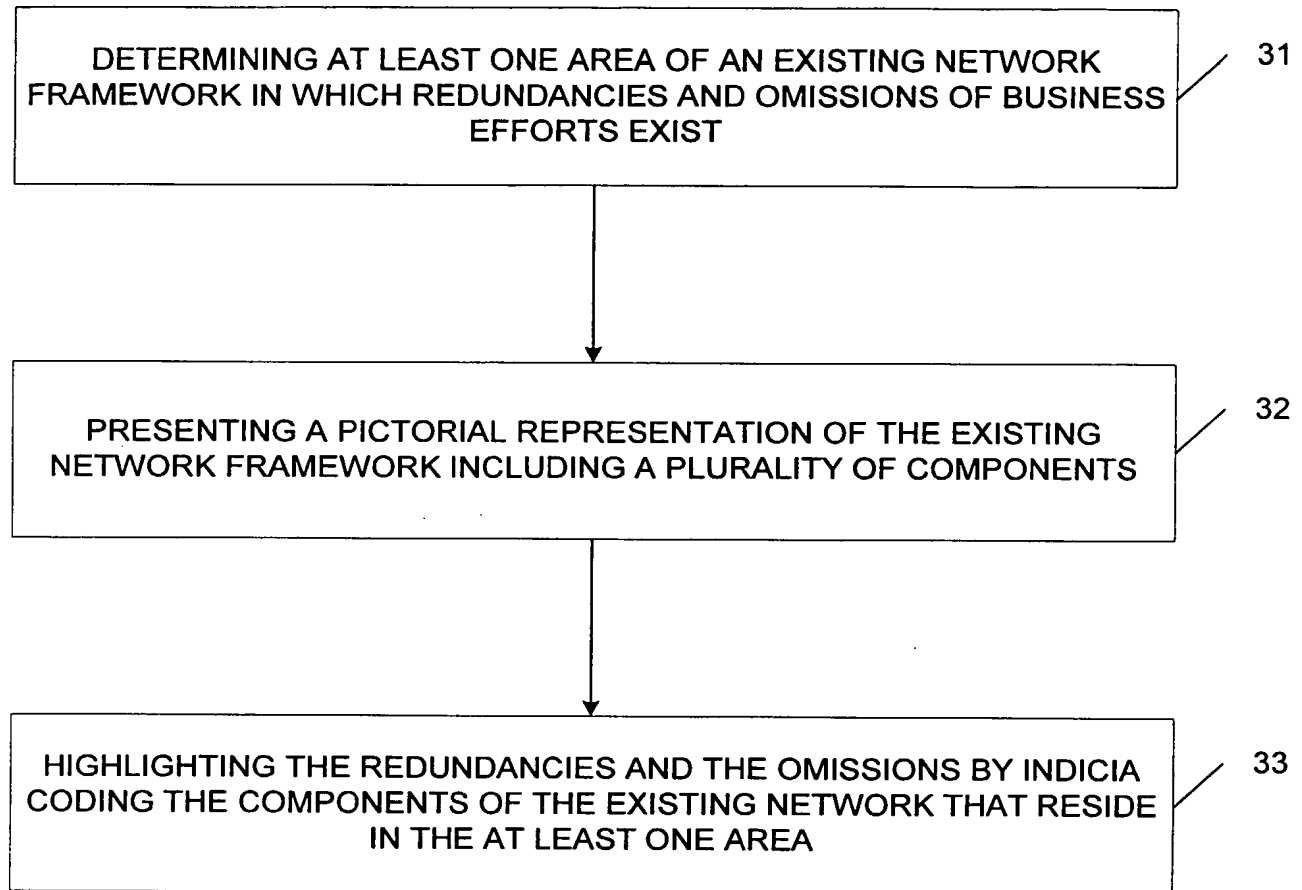 DETERMINING AT LEAST ONE AREA OF AN EXISTING NETWORK
FRAMEWORK IN WHICH REDUNDANCIES AND OMISSIONS OF BUSINESS
EFFORTS EXIST
31
PRESENTING A PICTORIAL REPRESENTATION OF THE EXISTING
NETWORK FRAMEWORK INCLUDING A PLURALITY OF COMPONENTS
32
HIGHLIGHTING THE REDUNDANCIES AND THE OMISSIONS BY INDICIA
CODING THE COMPONENTS OF THE EXISTING NETWORK THAT RESIDE
IN THE AT LEAST ONE AREA
33